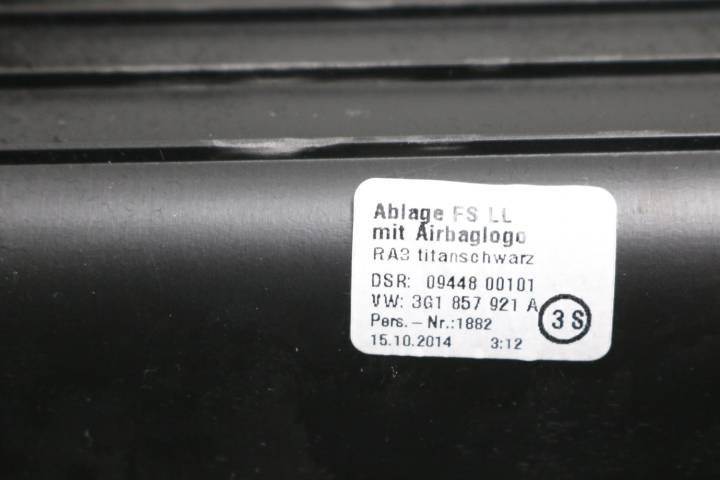 Ablage FS LL
mit Airbaglogo
RA3 titanschwarz
DSR: 09448 00101
VW: 3G1 857 921 A
3S
Pers.-Nr.:1882
15.10.2014 3:12